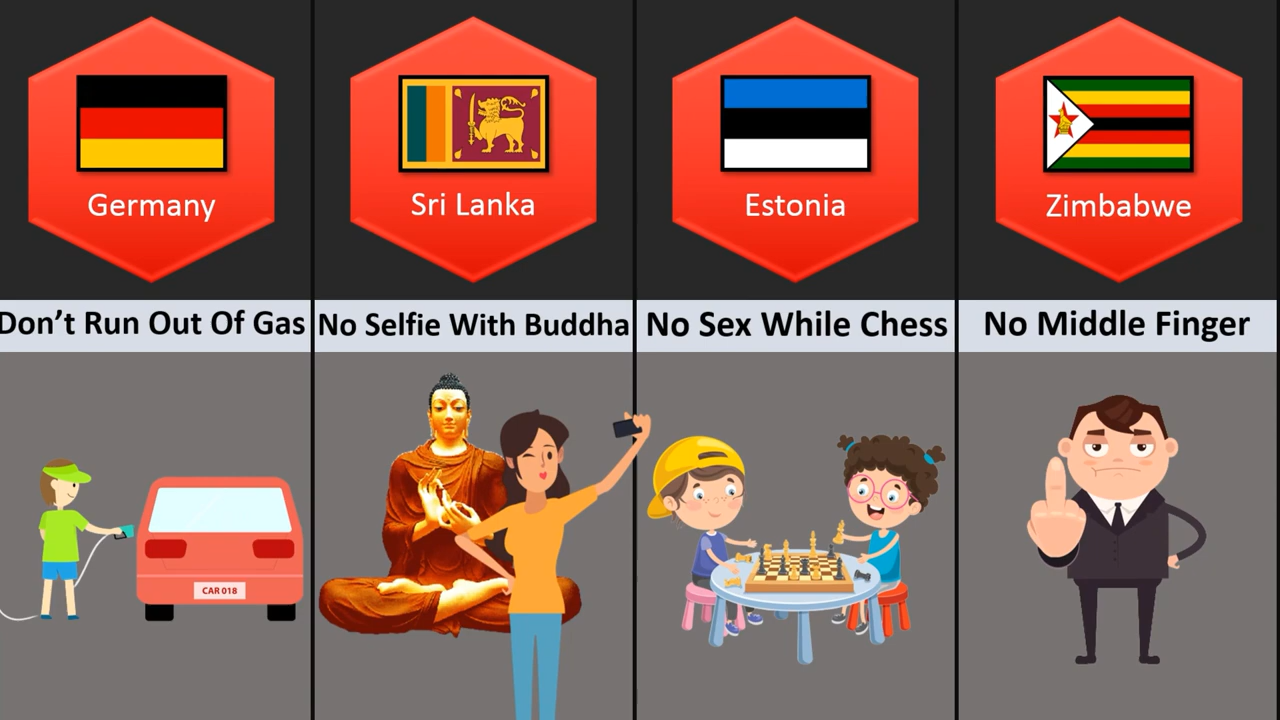 Germany
Sri Lanka
Estonia
Zimbabwe
Don't Run Out Of Gas
No Selfie With Buddha
No Sex While Chess
No Middle Finger
CAR 018